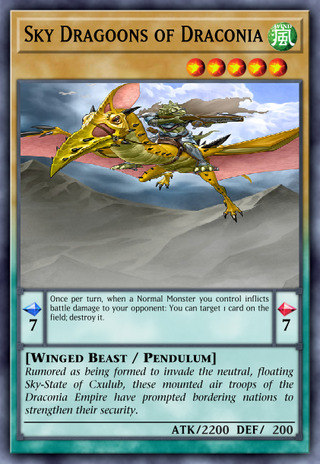 Sky Dragoons of Draconia
WIND
風
Once per turn, when a Normal Monster you control inflicts
battle damage to your opponent: You can target 1 card on the
field; destroy it.
7
7
[Winged Beast / Pendulum]
Rumored as being formed to invade the neutral, floating
Sky-State of Cxulub, these mounted air troops of the
Draconia Empire have prompted bordering nations to
strengthen their security.
ATK/2200 DEF/ 200